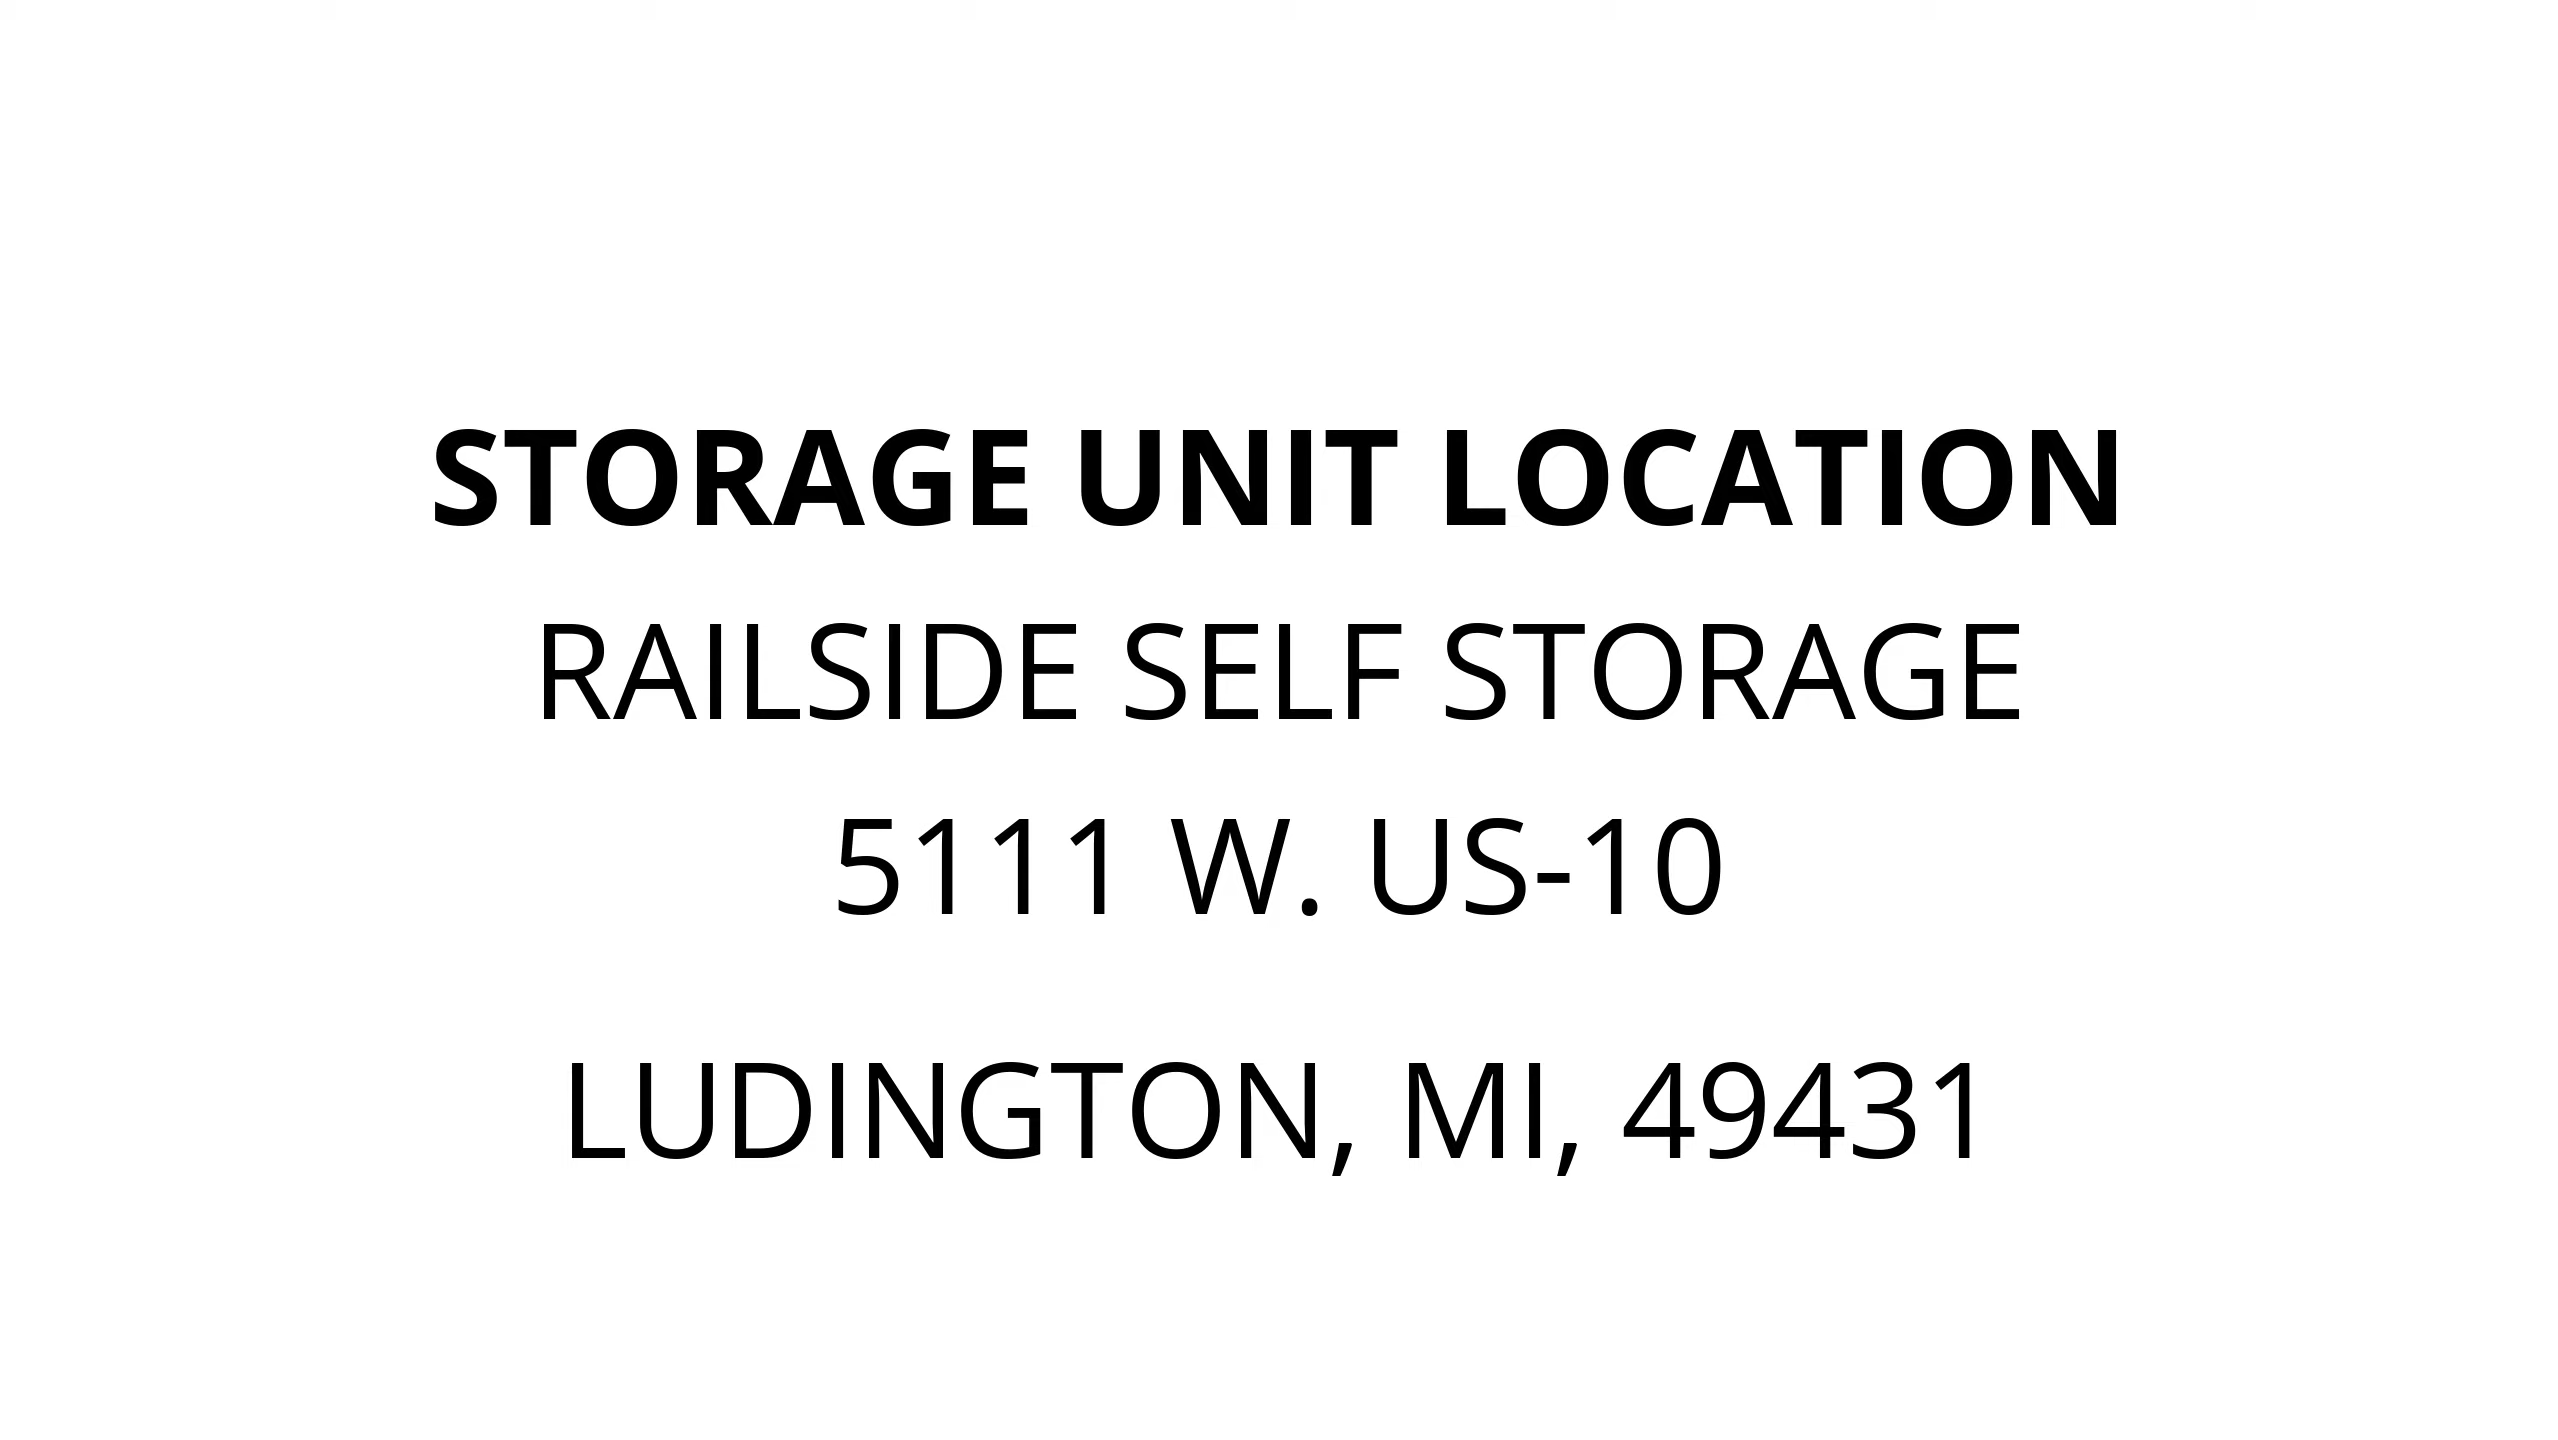 STORAGE UNIT LOCATION
RAILSIDE SELF STORAGE
5111 W. US-10
LUDINGTON, MI, 49431